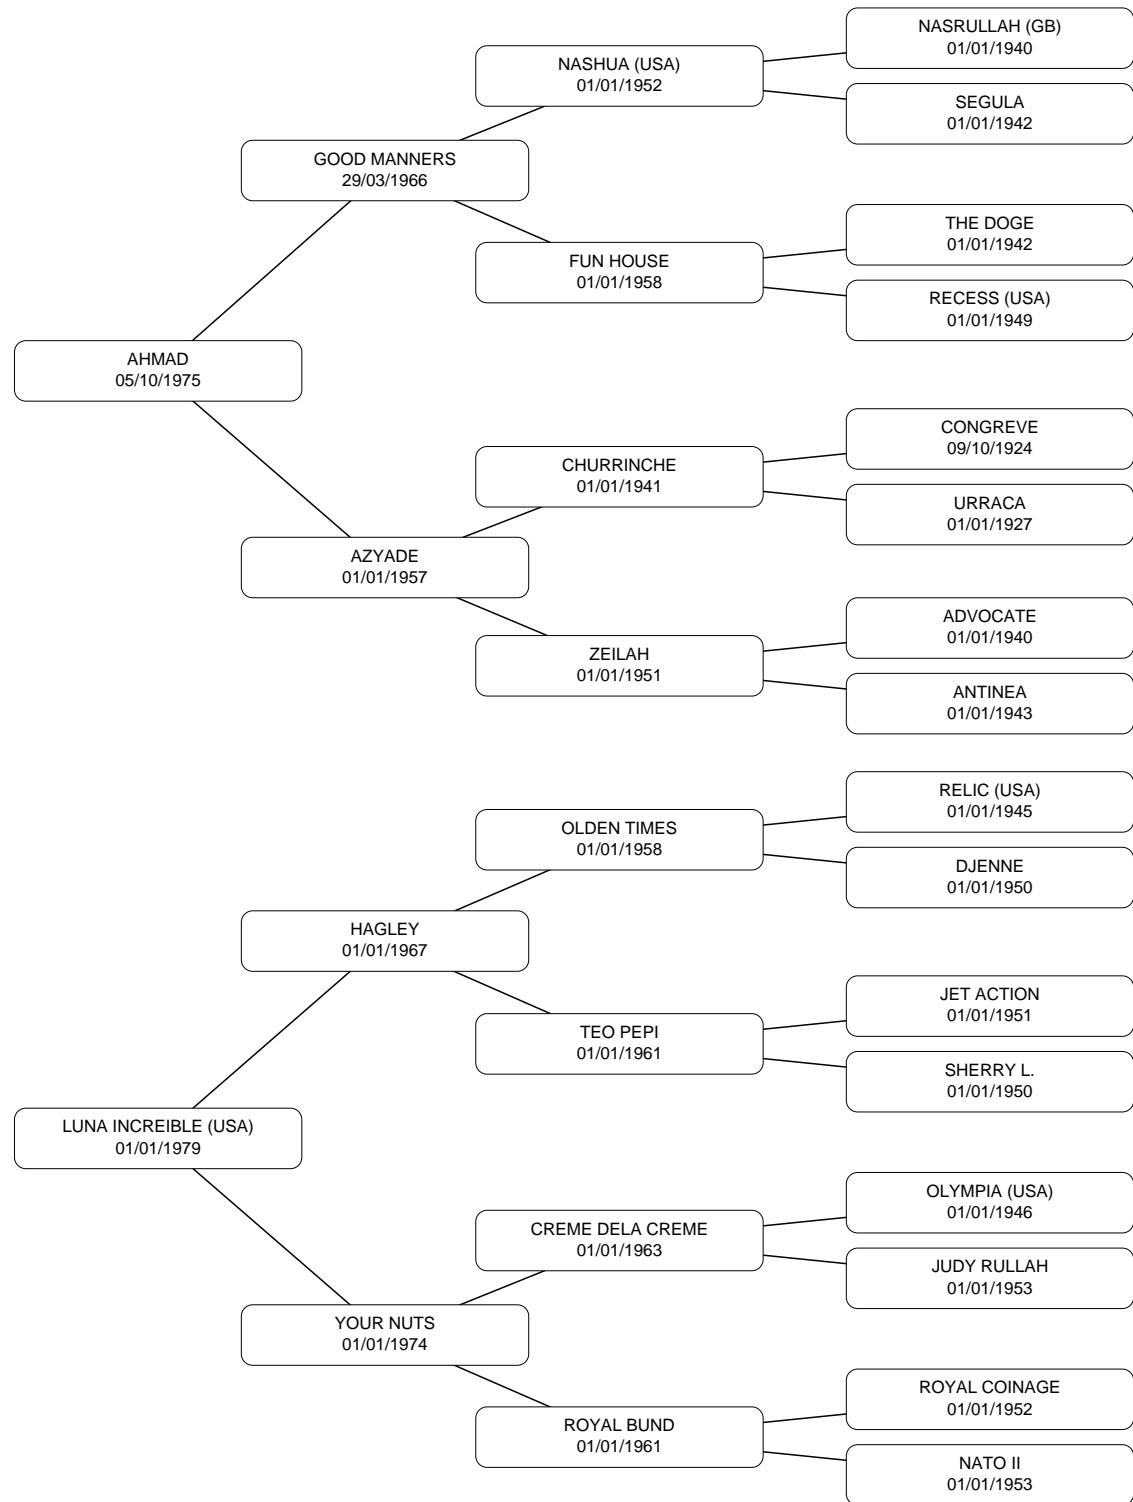 NASRULLAH (GB)
01/01/1940
NASHUA (USA)
01/01/1952
SEGULA
01/01/1942
GOOD MANNERS
29/03/1966
THE DOGE
01/01/1942
FUN HOUSE
01/01/1958
RECESS (USA)
01/01/1949
AHMAD
05/10/1975
CONGREVE
09/10/1924
CHURRINCHE
01/01/1941
URRACA
01/01/1927
AZYADE
01/01/1957
ADVOCATE
01/01/1940
ZEILAH
01/01/1951
ANTINEA
01/01/1943
RELIC (USA)
01/01/1945
OLDEN TIMES
01/01/1958
DJENNE
01/01/1950
HAGLEY
01/01/1967
JET ACTION
01/01/1951
TEO PEPI
01/01/1961
SHERRY L.
01/01/1950
LUNA INCREIBLE (USA)
01/01/1979
OLYMPIA (USA)
01/01/1946
CREME DELA CREME
01/01/1963
JUDY RULLAH
01/01/1953
YOUR NUTS
01/01/1974
ROYAL COINAGE
01/01/1952
ROYAL BUND
01/01/1961
NATO II
01/01/1953